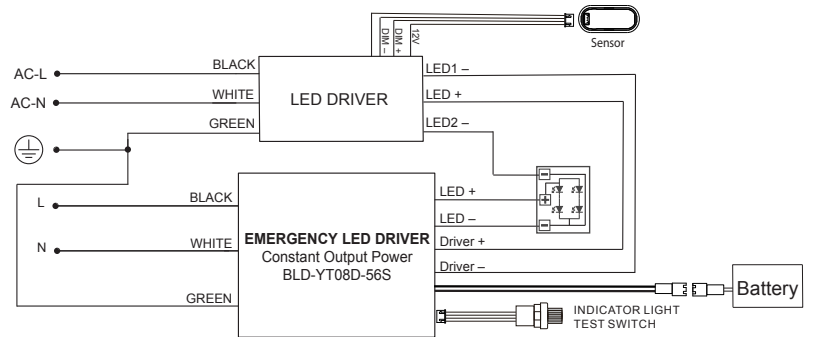 DIM –
DIM +
12V
Sensor
AC-L
BLACK
LED1 –
AC-N
WHITE
LED DRIVER
LED +
GREEN
LED2 –
L
BLACK
LED +
LED –
N
WHITE
EMERGENCY LED DRIVER
Constant Output Power
BLD-YT08D-56S
Driver +
Driver –
GREEN
Battery
INDICATOR LIGHT
TEST SWITCH